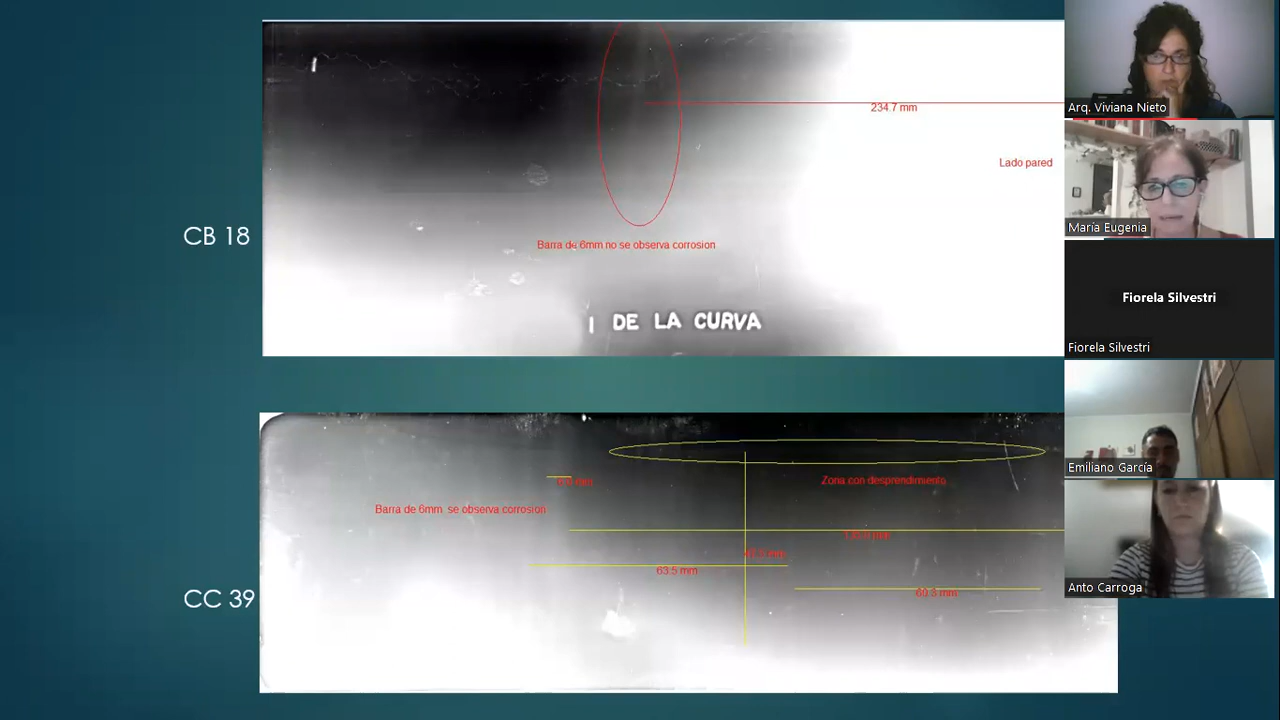 CB 18
234.7 mm
Lado pared
Barra de 6mm no se observa corrosion
I DE LA CURVA
CC 39
Zona con desprendimiento
Barra de 6mm se observa corrosion
63.5 mm
60.3 mm
Arq. Viviana Nieto
María Eugenia
Fiorela Silvestri
Fiorela Silvestri
Emiliano García
Anto Carroga